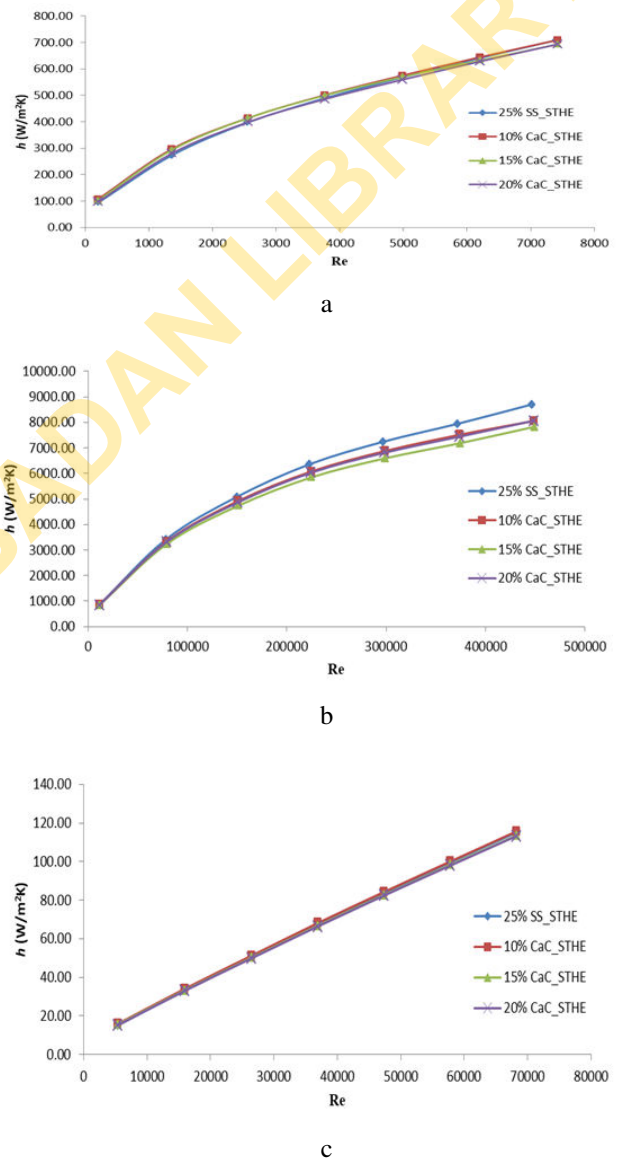 800.00
700.00
600.00
500.00
400.00
300.00
200.00
100.00
0.00
h (W/m²K)
0 1000 2000 3000 4000 5000 6000 7000 8000
Re
25% SS_STHE
10% CaC_STHE
15% CaC_STHE
20% CaC_STHE
a
10000.00
9000.00
8000.00
7000.00
6000.00
5000.00
4000.00
3000.00
2000.00
1000.00
0.00
h (W/m²K)
0 100000 200000 300000 400000 500000
Re
25% SS_STHE
10% CaC_STHE
15% CaC_STHE
20% CaC_STHE
b
140.00
120.00
100.00
80.00
60.00
40.00
20.00
0.00
h (W/m²K)
0 10000 20000 30000 40000 50000 60000 70000 80000
Re
25% SS_STHE
10% CaC_STHE
15% CaC_STHE
20% CaC_STHE
c
BADAN LIBRAR